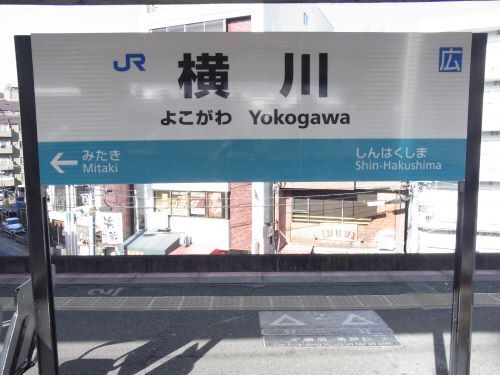 JR 横川 広
よこがわ Yokogawa
← みたき しんはくしま
Mitaki Shin-Hakushima